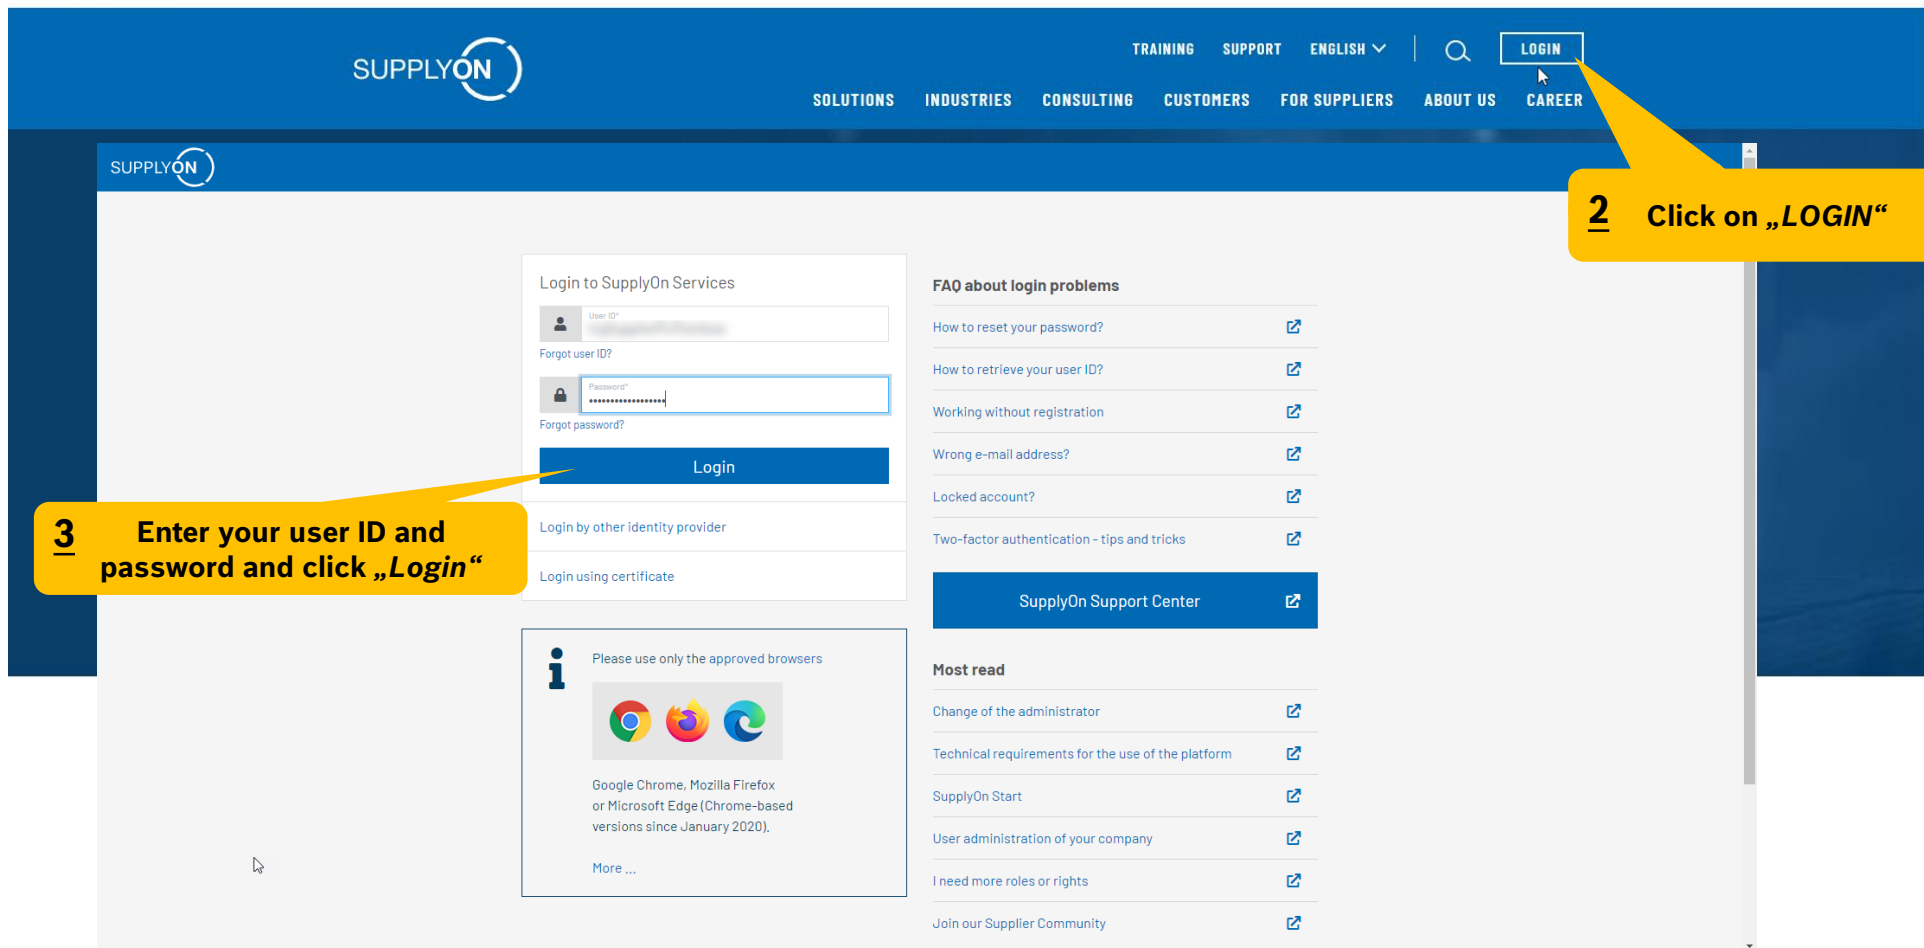 SUPPLYON
TRAINING SUPPORT ENGLISH LOGIN
SOLUTIONS INDUSTRIES CONSULTING CUSTOMERS FOR SUPPLIERS ABOUT US CAREER
SUPPLYON
2 Click on „LOGIN“
Login to SupplyOn Services
User ID*
Forgot user ID?
Password*
••••••••••••••••••
Forgot password?
Login
3 Enter your user ID and
password and click „Login“
Login by other identity provider
Login using certificate
Please use only the approved browsers
Google Chrome, Mozilla Firefox
or Microsoft Edge (Chrome-based
versions since January 2020).
More ...
FAQ about login problems
How to reset your password?
How to retrieve your user ID?
Working without registration
Wrong e-mail address?
Locked account?
Two-factor authentication - tips and tricks
SupplyOn Support Center
Most read
Change of the administrator
Technical requirements for the use of the platform
SupplyOn Start
User administration of your company
I need more roles or rights
Join our Supplier Community